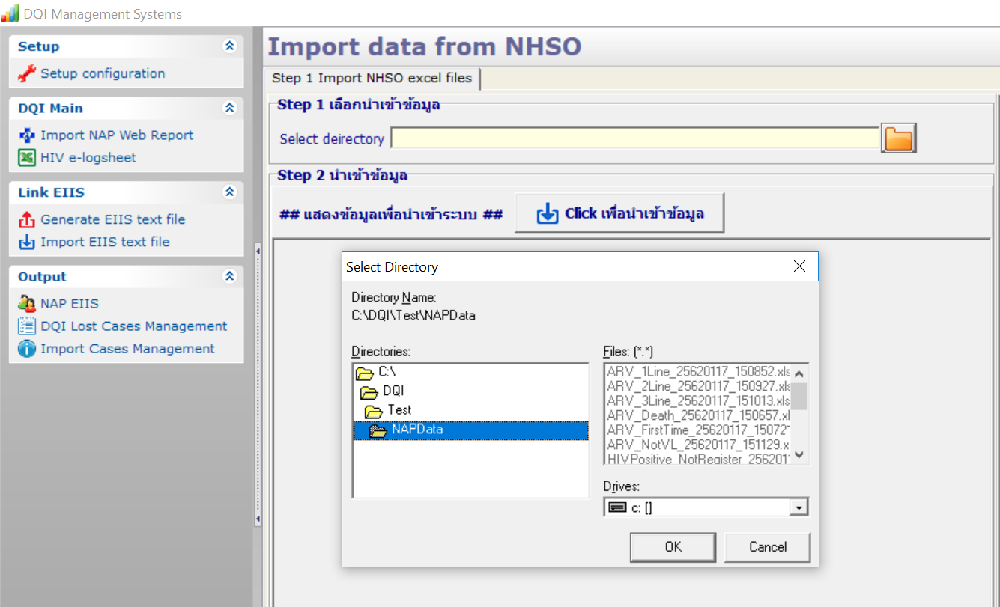 DQI Management Systems
Setup
Setup configuration
DQI Main
Import NAP Web Report
HIV e-logsheet
Link EIIS
Generate EIIS text file
Import EIIS text file
Output
NAP EIIS
DQI Lost Cases Management
Import Cases Management
Import data from NHSO
Step 1 Import NHSO excel files
Step 1 เลือกนำเข้าข้อมูล
Select deirectory
Step 2 นำเข้าข้อมูล
## แสดงข้อมูลเพื่อนำเข้าระบบ ##
Click เพื่อนำเข้าข้อมูล
Select Directory
Directory Name:
C:\DQI\Test\NAPData
Directories:
C:\
DQI
Test
NAPData
Files: (*.*)
ARV_1Line_25620117_150852.xls
ARV_2Line_25620117_150927.xls
ARV_3Line_25620117_151013.xls
ARV_Death_25620117_150657.xl
ARV_FirstTime_25620117_15072
ARV_NotVL_25620117_151129.x
HIVPositive_NotRegister_256201
Drives:
c: []
OK
Cancel